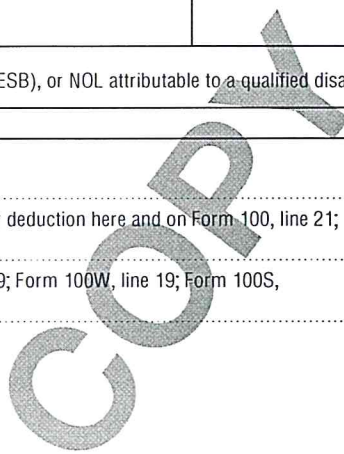 ESB), or NOL attributable to a qualified disa
deduction here and on Form 100, line 21;
9; Form 100W, line 19; Form 100S,
COPY